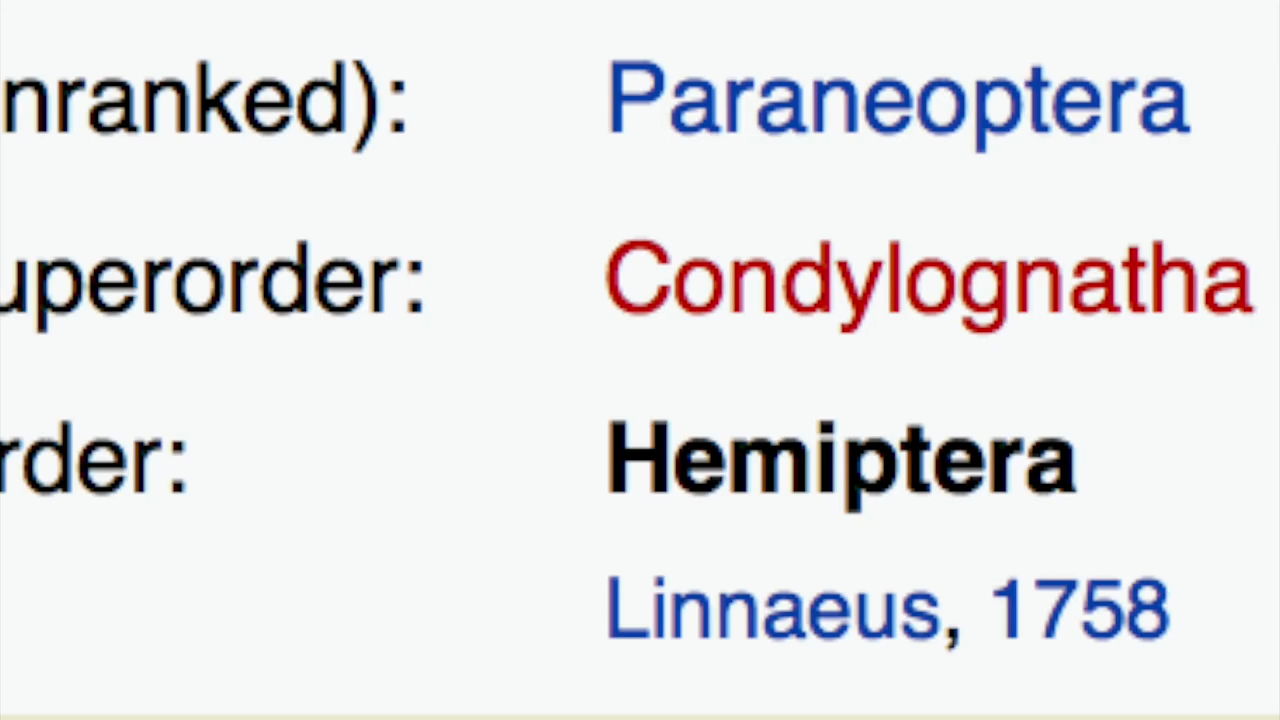 nranked): Paraneoptera
uperorder: Condylognatha
rder: Hemiptera
Linnaeus, 1758